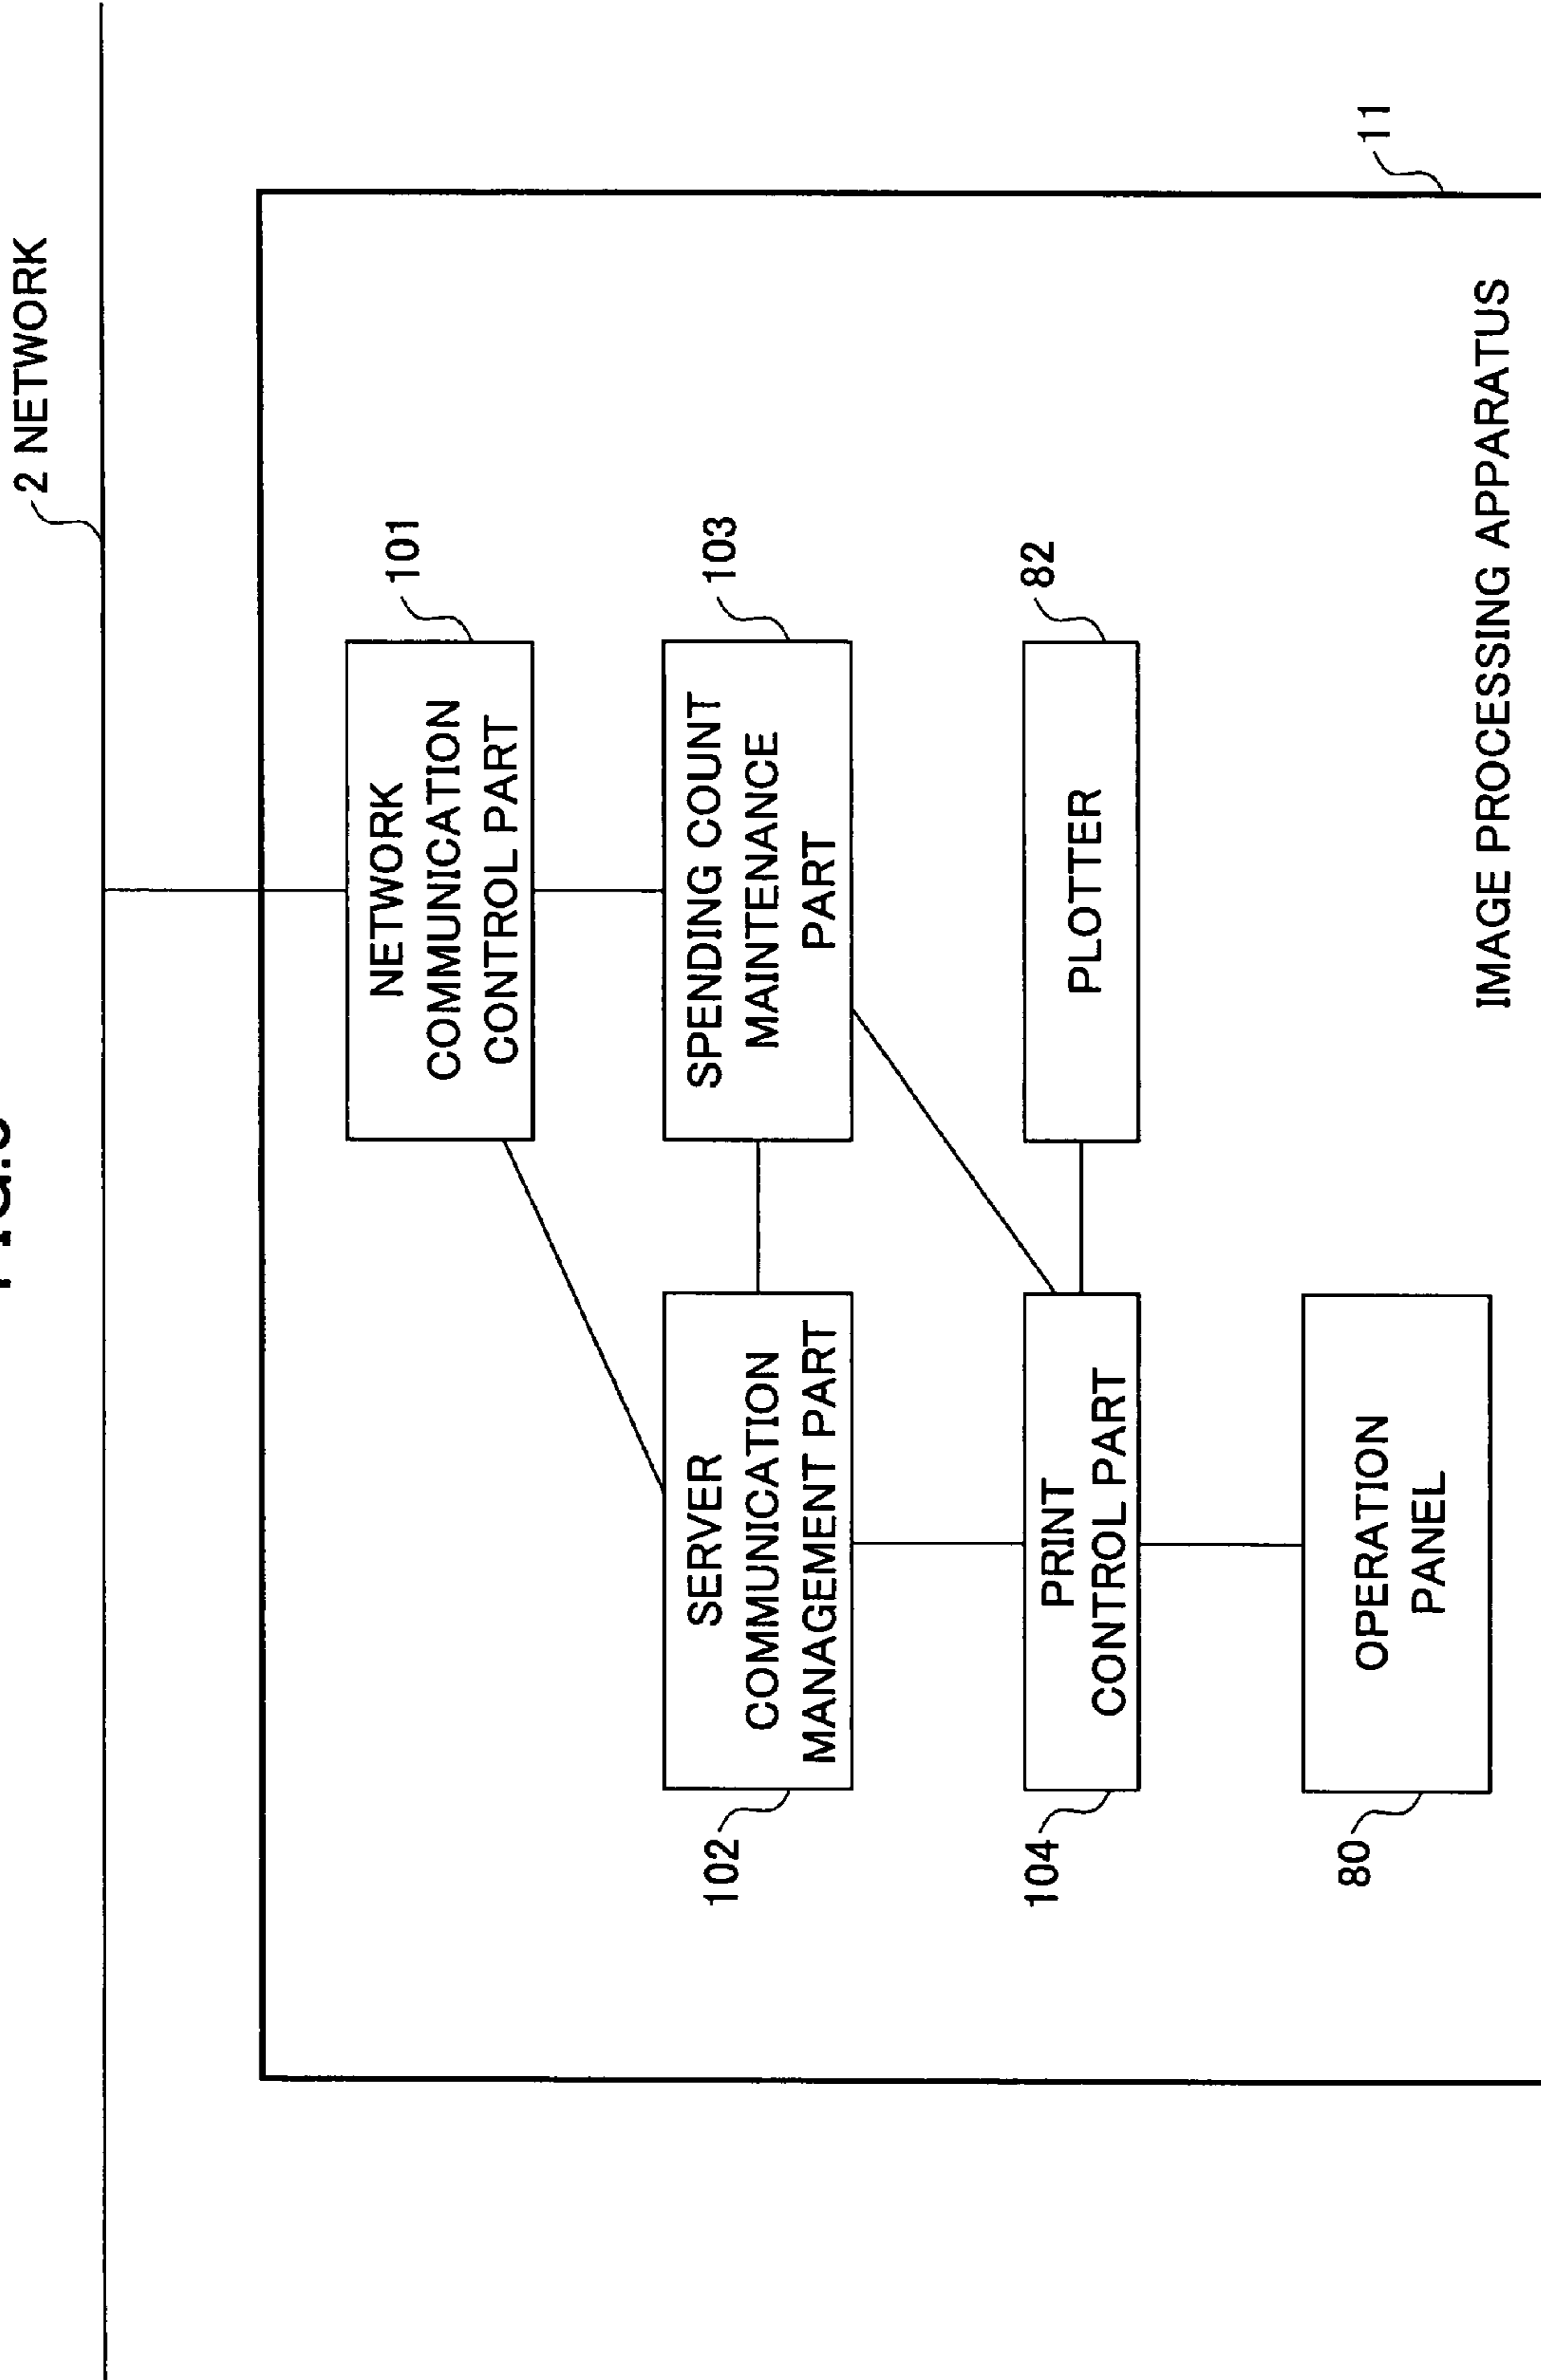 2 NETWORK
NETWORK
COMMUNICATION
CONTROL PART
101
102
SERVER
COMMUNICATION
MANAGEMENT PART
SPENDING COUNT
MAINTENANCE
PART
103
104
PRINT
CONTROL PART
PLOTTER
82
80
OPERATION
PANEL
11
IMAGE PROCESSING APPARATUS